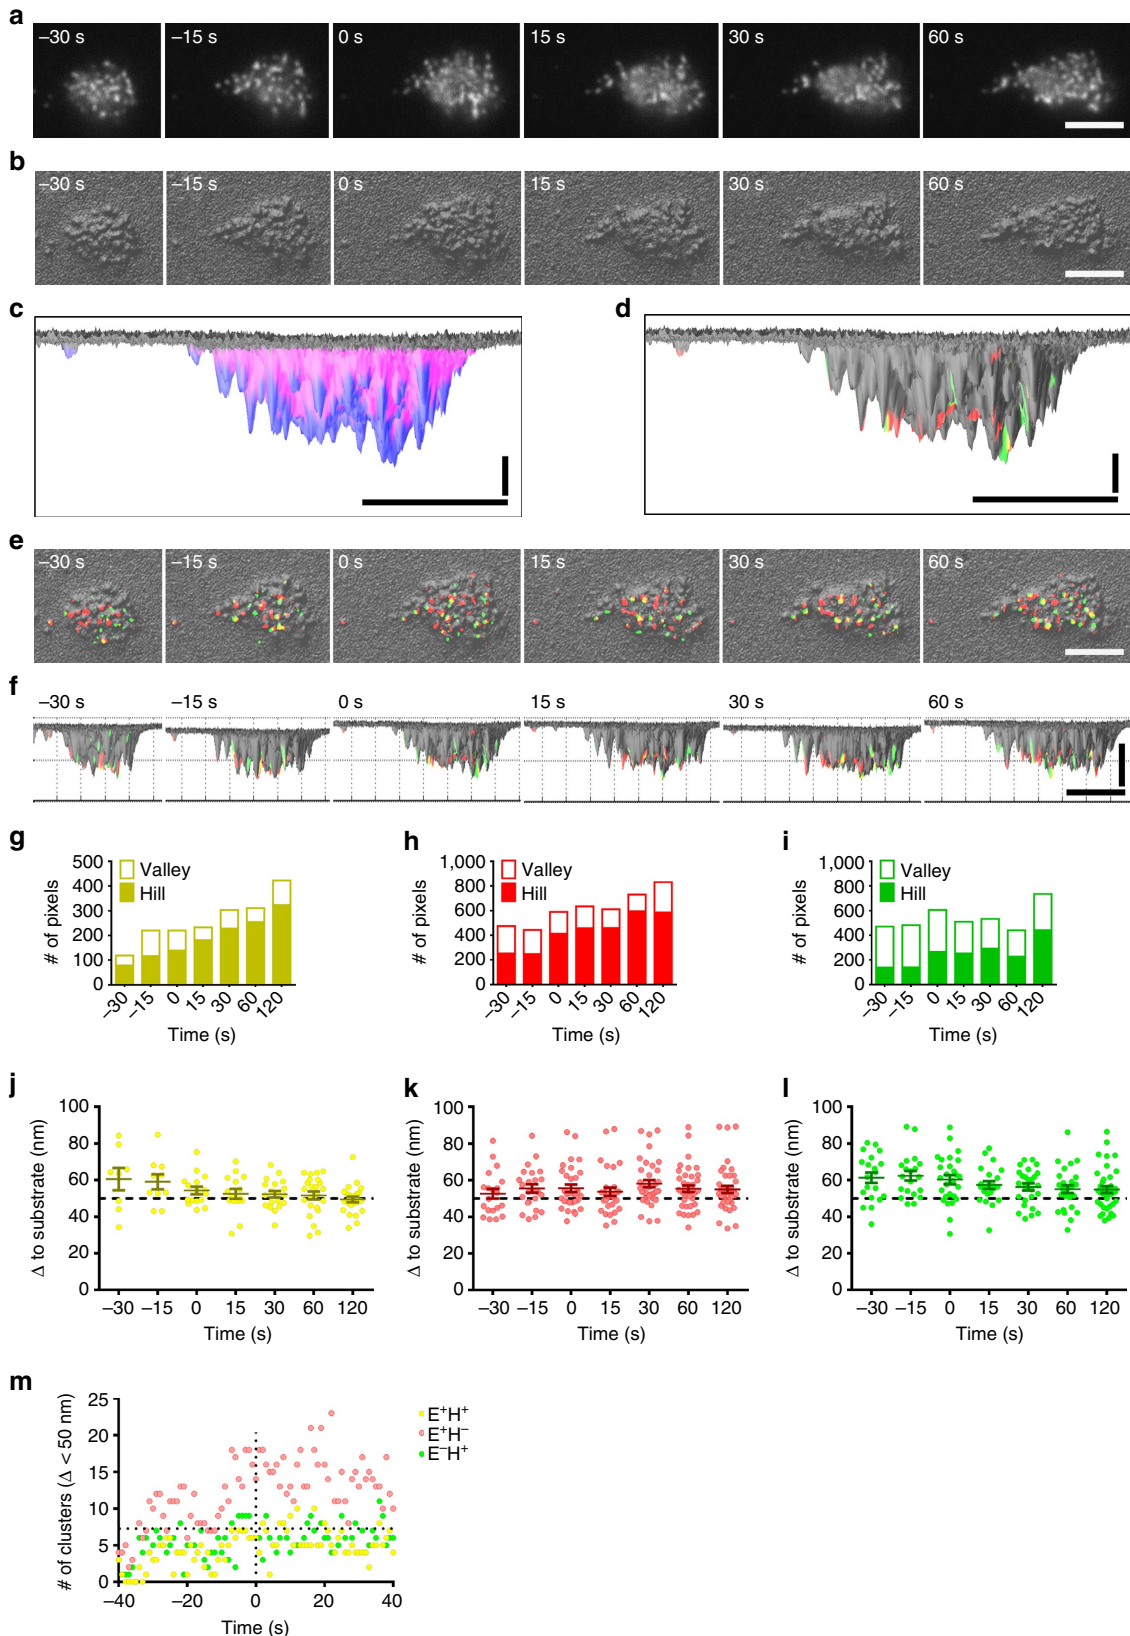 a
−30 s −15 s 0 s 15 s 30 s 60 s
b
−30 s −15 s 0 s 15 s 30 s 60 s
c d
e
−30 s −15 s 0 s 15 s 30 s 60 s
f
−30 s −15 s 0 s 15 s 30 s 60 s
g
500
400
300
200
100
0
# of pixels
Valley
Hill
−30 −15 0 15 30 60 120
Time (s)
h
1,000
800
600
400
200
0
# of pixels
Valley
Hill
−30 −15 0 15 30 60 120
Time (s)
i
1,000
800
600
400
200
0
# of pixels
Valley
Hill
−30 −15 0 15 30 60 120
Time (s)
j
100
80
60
40
20
0
Δ to substrate (nm)
−30 −15 0 15 30 60 120
Time (s)
k
100
80
60
40
20
0
Δ to substrate (nm)
−30 −15 0 15 30 60 120
Time (s)
l
100
80
60
40
20
0
Δ to substrate (nm)
−30 −15 0 15 30 60 120
Time (s)
m
25
20
15
10
5
0
# of clusters (Δ < 50 nm)
E⁺H⁺
E⁺H⁻
E⁻H⁺
−40 −20 0 20 40
Time (s)